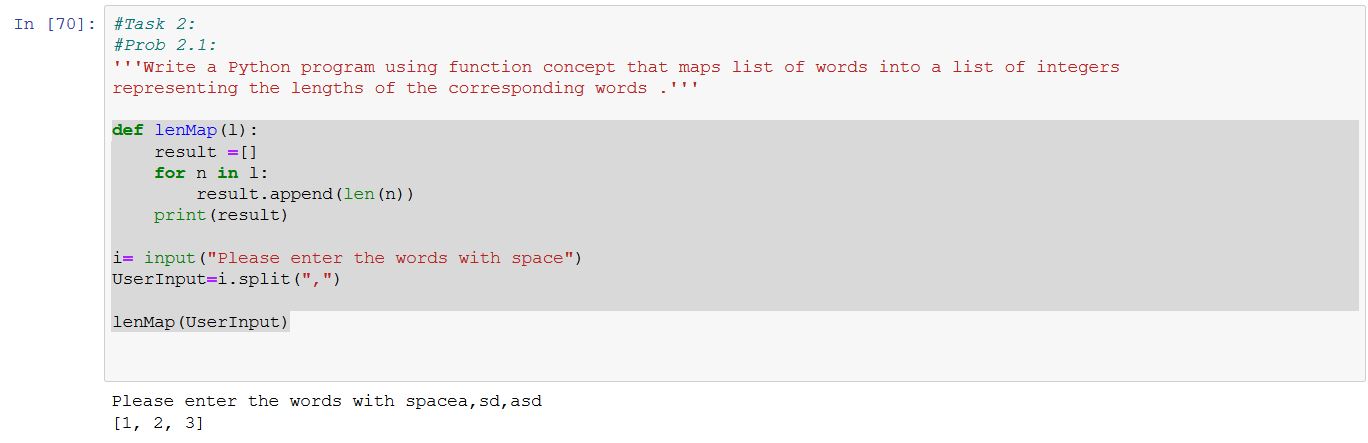 In [70]: #Task 2:
#Prob 2.1:
'''Write a Python program using function concept that maps list of words into a list of integers
representing the lengths of the corresponding words .'''
def lenMap(l):
    result =[]
    for n in l:
        result.append(len(n))
    print(result)
i= input("Please enter the words with space")
UserInput=i.split(",")
lenMap(UserInput)
Please enter the words with spacea,sd,asd
[1, 2, 3]